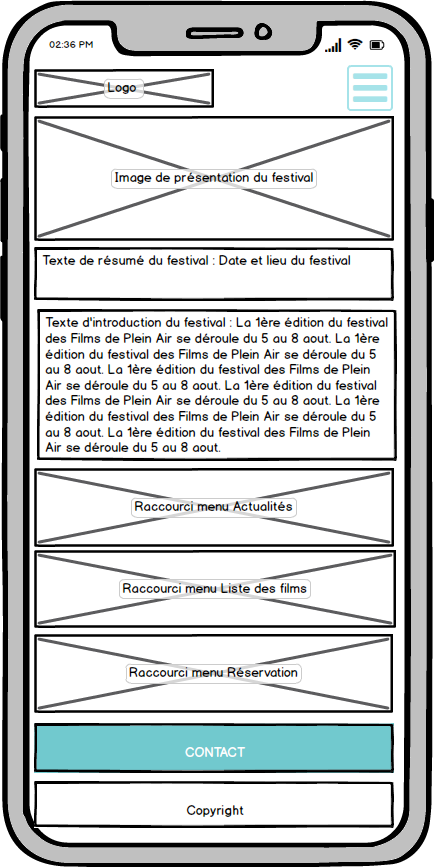 02:36 PM
Logo
Image de présentation du festival
Texte de résumé du festival : Date et lieu du festival
Texte d'introduction du festival : La 1ère édition du festival
des Films de Plein Air se déroule du 5 au 8 aout. La 1ère
édition du festival des Films de Plein Air se déroule du 5
au 8 aout. La 1ère édition du festival des Films de Plein
Air se déroule du 5 au 8 aout. La 1ère édition du festival
des Films de Plein Air se déroule du 5 au 8 aout. La 1ère
édition du festival des Films de Plein Air se déroule du 5
au 8 aout. La 1ère édition du festival des Films de Plein
Air se déroule du 5 au 8 aout.
Raccourci menu Actualités
Raccourci menu Liste des films
Raccourci menu Réservation
CONTACT
Copyright